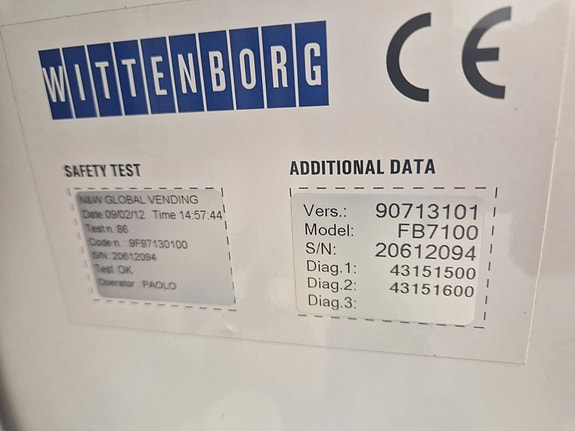 WITTENBORG
CE
SAFETY TEST
N&W GLOBAL VENDING
Date 09/02/12 Time 14:57:44
Test n. 86
Code n. : 9F97130100
S/N :20612094
Test :OK
Operator : PAOLO
ADDITIONAL DATA
Vers.: 90713101
Model: FB7100
S/N: 20612094
Diag.1: 43151500
Diag.2: 43151600
Diag.3: